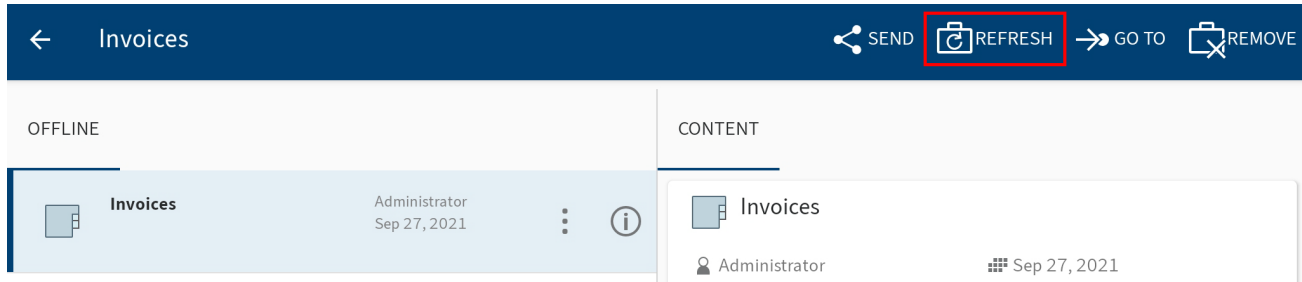 Invoices
SEND
REFRESH
GO TO
REMOVE
OFFLINE
CONTENT
Invoices
Administrator
Sep 27, 2021
Invoices
Administrator
Sep 27, 2021